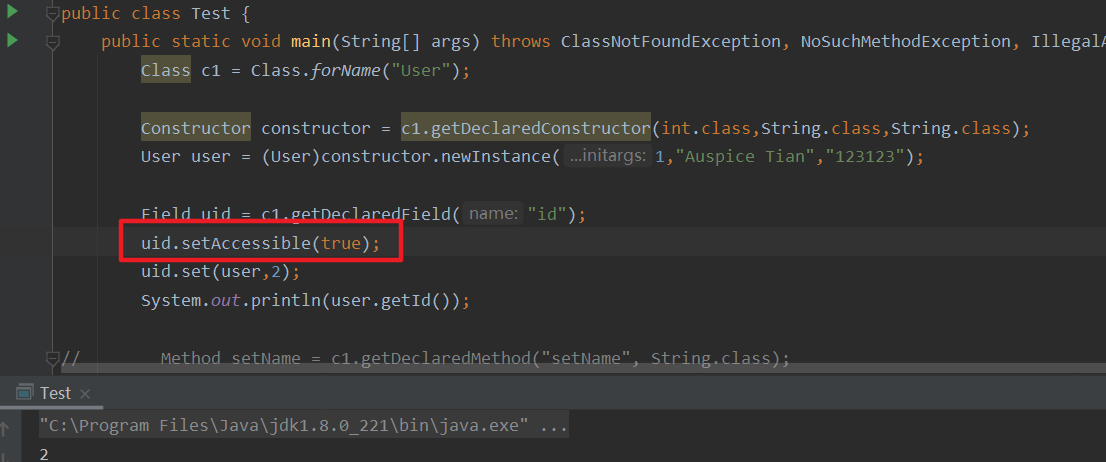 public class Test {
public static void main(String[] args) throws ClassNotFoundException, NoSuchMethodException, IllegalA
Class c1 = Class.forName("User");
Constructor constructor = c1.getDeclaredConstructor(int.class,String.class,String.class);
User user = (User)constructor.newInstance( ...initargs: 1,"Auspice Tian","123123");
Field uid = c1.getDeclaredField( name: "id");
uid.setAccessible(true);
uid.set(user,2);
System.out.println(user.getId());
// Method setName = c1.getDeclaredMethod("setName", String.class);
Test ×
"C:\Program Files\Java\jdk1.8.0_221\bin\java.exe" ...
2